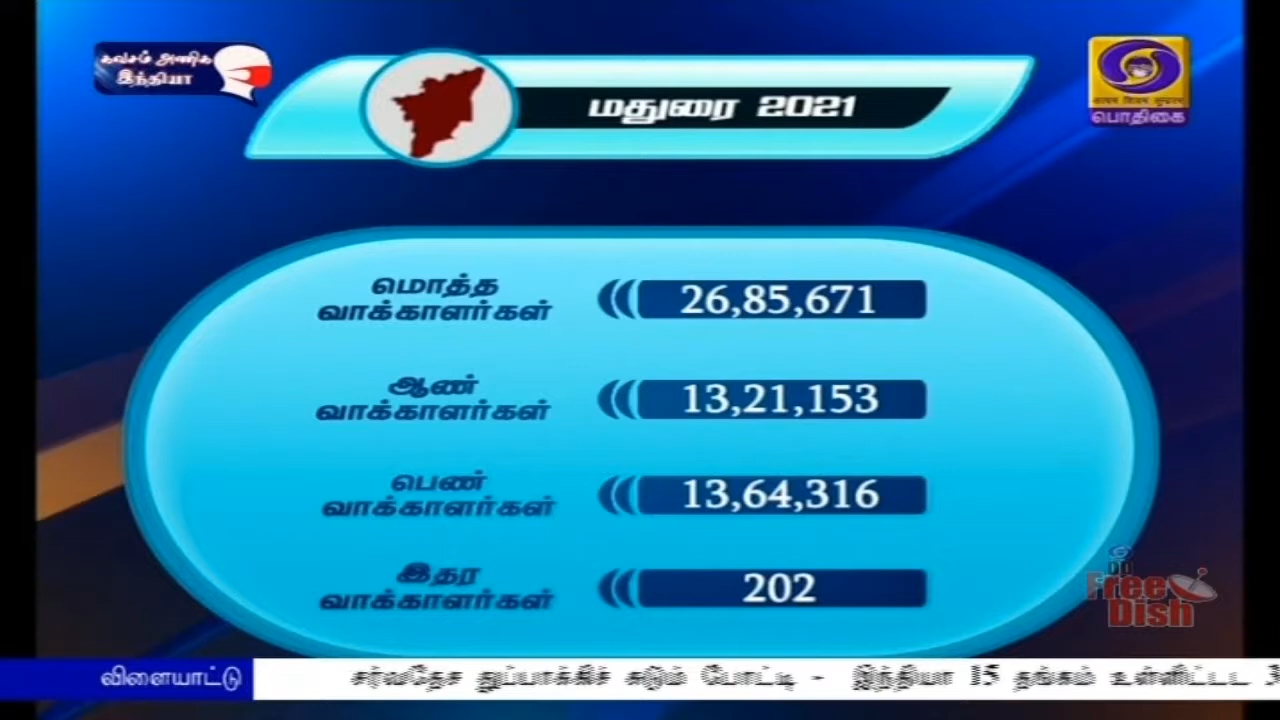 கவசம் அணிக
இந்தியா
மதுரை 2021
பொதிகை
மொத்த
வாக்காளர்கள்
26,85,671
ஆண்
வாக்காளர்கள்
13,21,153
பெண்
வாக்காளர்கள்
13,64,316
இதர
வாக்காளர்கள்
202
DD
Free
Dish
விளையாட்டு
சர்வதேச துப்பாக்கிச் சுடும் போட்டி - இந்தியா 15 தங்கம் உள்ளிட்ட